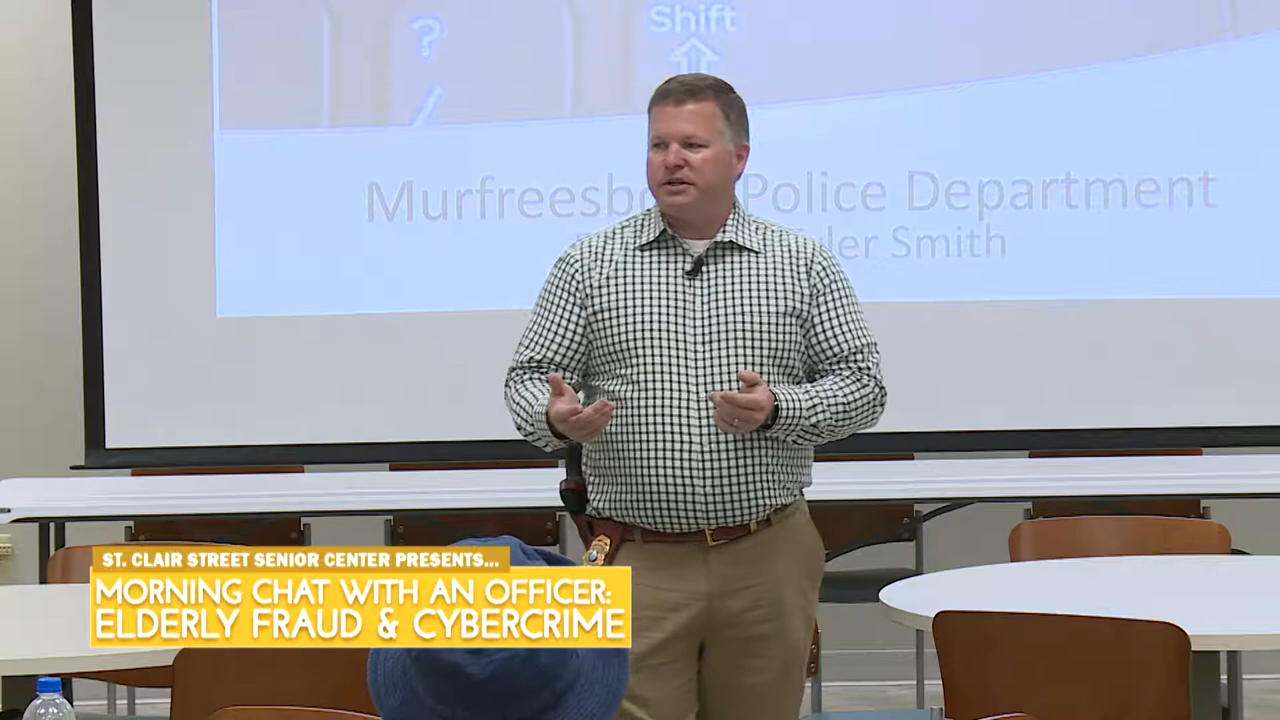 ?
/
Shift
Murfreesbo Police Department
ler Smith
ST. CLAIR STREET SENIOR CENTER PRESENTS...
MORNING CHAT WITH AN OFFICER:
ELDERLY FRAUD & CYBERCRIME